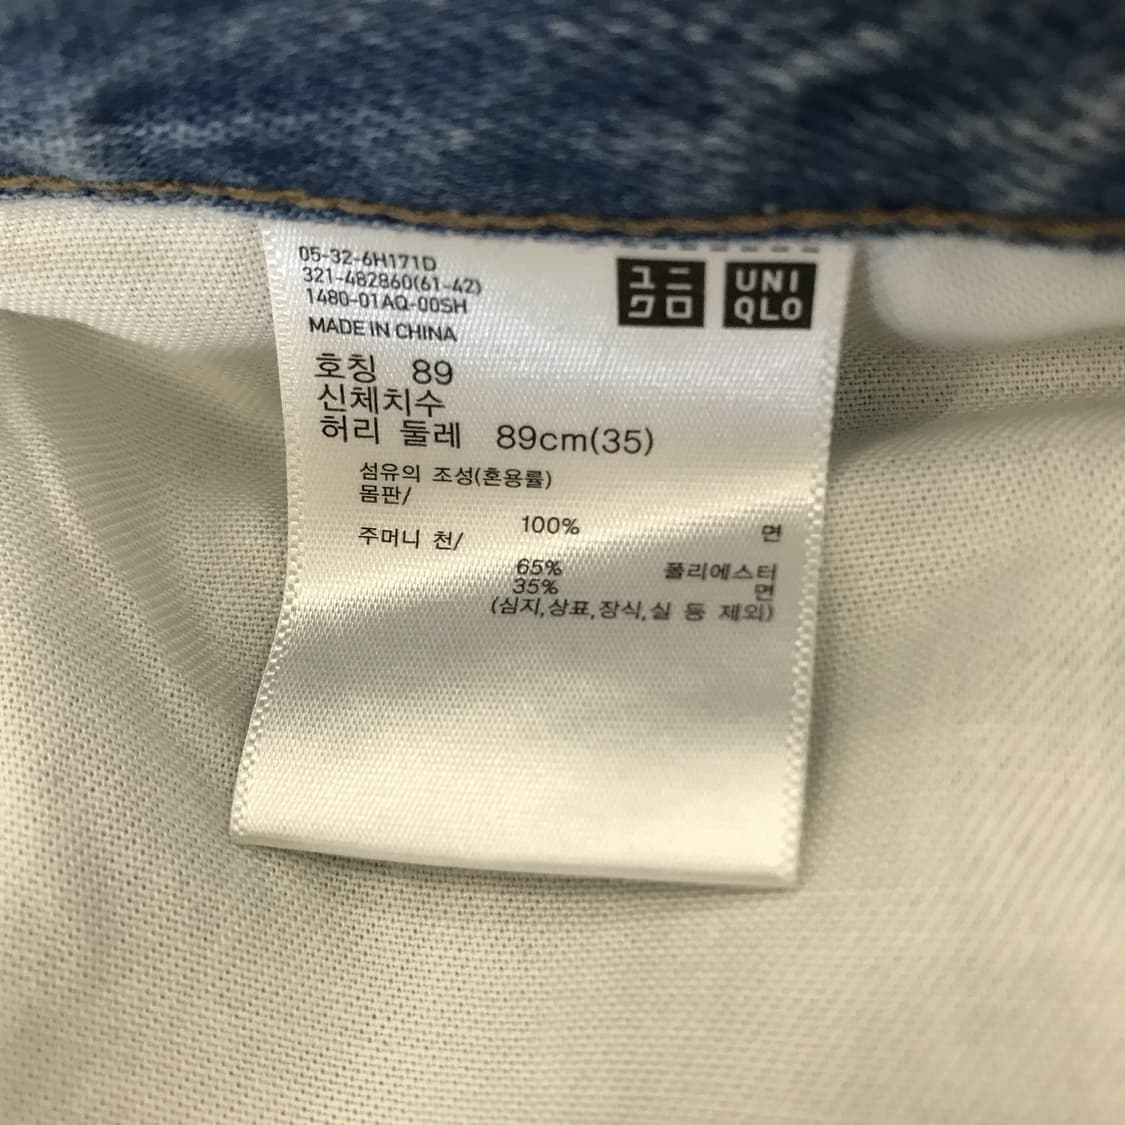 05-32-6H171D
321-482860(61-42)
1480-01AQ-00SH
MADE IN CHINA
ユニ
クロ
UNI
QLO
호칭 89
신체치수
허리 둘레 89cm(35)
섬유의 조성(혼용률)
몸판/
100% 면
주머니 천/
65% 폴리에스터
35% 면
(심지,상표,장식,실 등 제외)